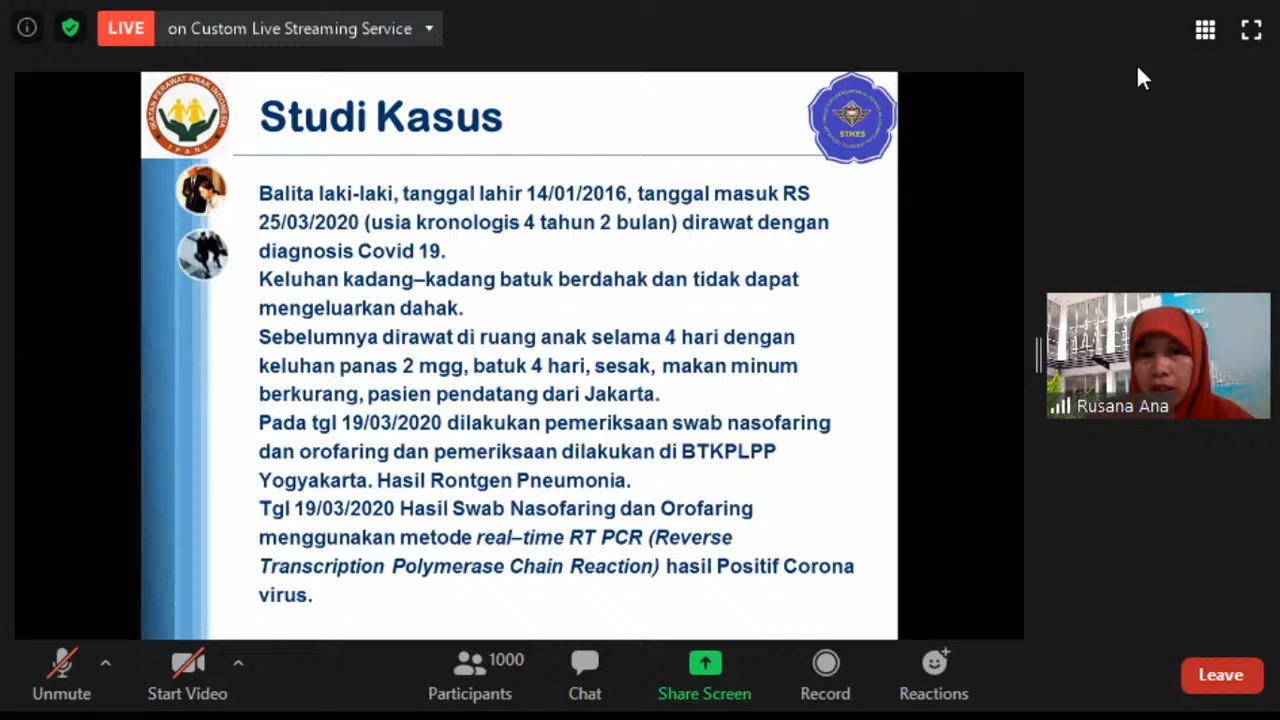 LIVE on Custom Live Streaming Service
IKATAN PERAWAT ANAK INDONESIA
IPANI
Studi Kasus
STIKES
Balita laki-laki, tanggal lahir 14/01/2016, tanggal masuk RS
25/03/2020 (usia kronologis 4 tahun 2 bulan) dirawat dengan
diagnosis Covid 19.
Keluhan kadang–kadang batuk berdahak dan tidak dapat
mengeluarkan dahak.
Sebelumnya dirawat di ruang anak selama 4 hari dengan
keluhan panas 2 mgg, batuk 4 hari, sesak, makan minum
berkurang, pasien pendatang dari Jakarta.
Pada tgl 19/03/2020 dilakukan pemeriksaan swab nasofaring
dan orofaring dan pemeriksaan dilakukan di BTKPLPP
Yogyakarta. Hasil Rontgen Pneumonia.
Tgl 19/03/2020 Hasil Swab Nasofaring dan Orofaring
menggunakan metode real–time RT PCR (Reverse
Transcription Polymerase Chain Reaction) hasil Positif Corona
virus.
Rusana Ana
Unmute
Start Video
1000
Participants
Chat
Share Screen
Record
Reactions
Leave